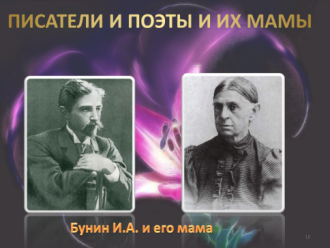 ПИСАТЕЛИ И ПОЭТЫ И ИХ МАМЫ
Бунин И.А. и его мама